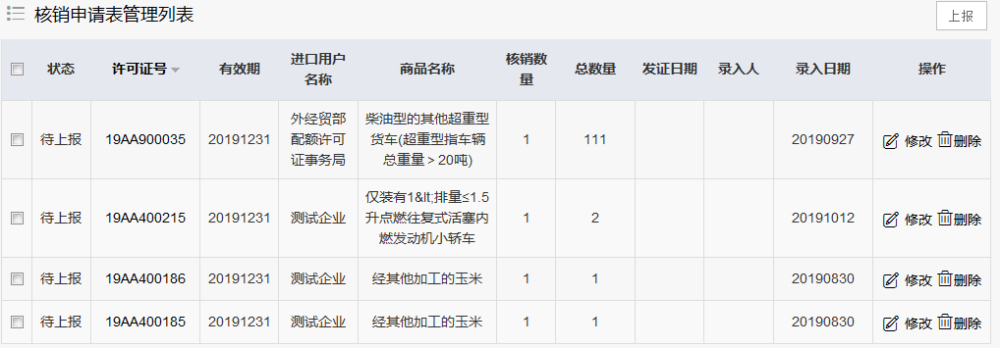 核销申请表管理列表
上报
状态 许可证号 有效期 进口用户名称 商品名称 核销数量 总数量 发证日期 录入人 录入日期 操作
待上报 19AA900035 20191231 外经贸部配额许可证事务局 柴油型的其他超重型货车(超重型指车辆总重量＞20吨) 1 111 20190927 修改 删除
待上报 19AA400215 20191231 测试企业 仅装有1&lt;排量≤1.5升点燃往复式活塞内燃发动机小轿车 1 2 20191012 修改 删除
待上报 19AA400186 20191231 测试企业 经其他加工的玉米 1 1 20190830 修改 删除
待上报 19AA400185 20191231 测试企业 经其他加工的玉米 1 1 20190830 修改 删除